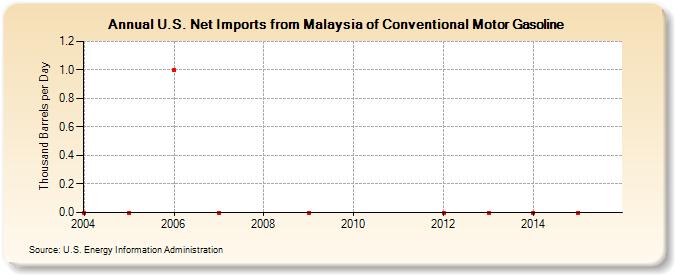 Annual U.S. Net Imports from Malaysia of Conventional Motor Gasoline
Thousand Barrels per Day
1.2
1.0
0.8
0.6
0.4
0.2
0.0
2004 2006 2008 2010 2012 2014
Source: U.S. Energy Information Administration